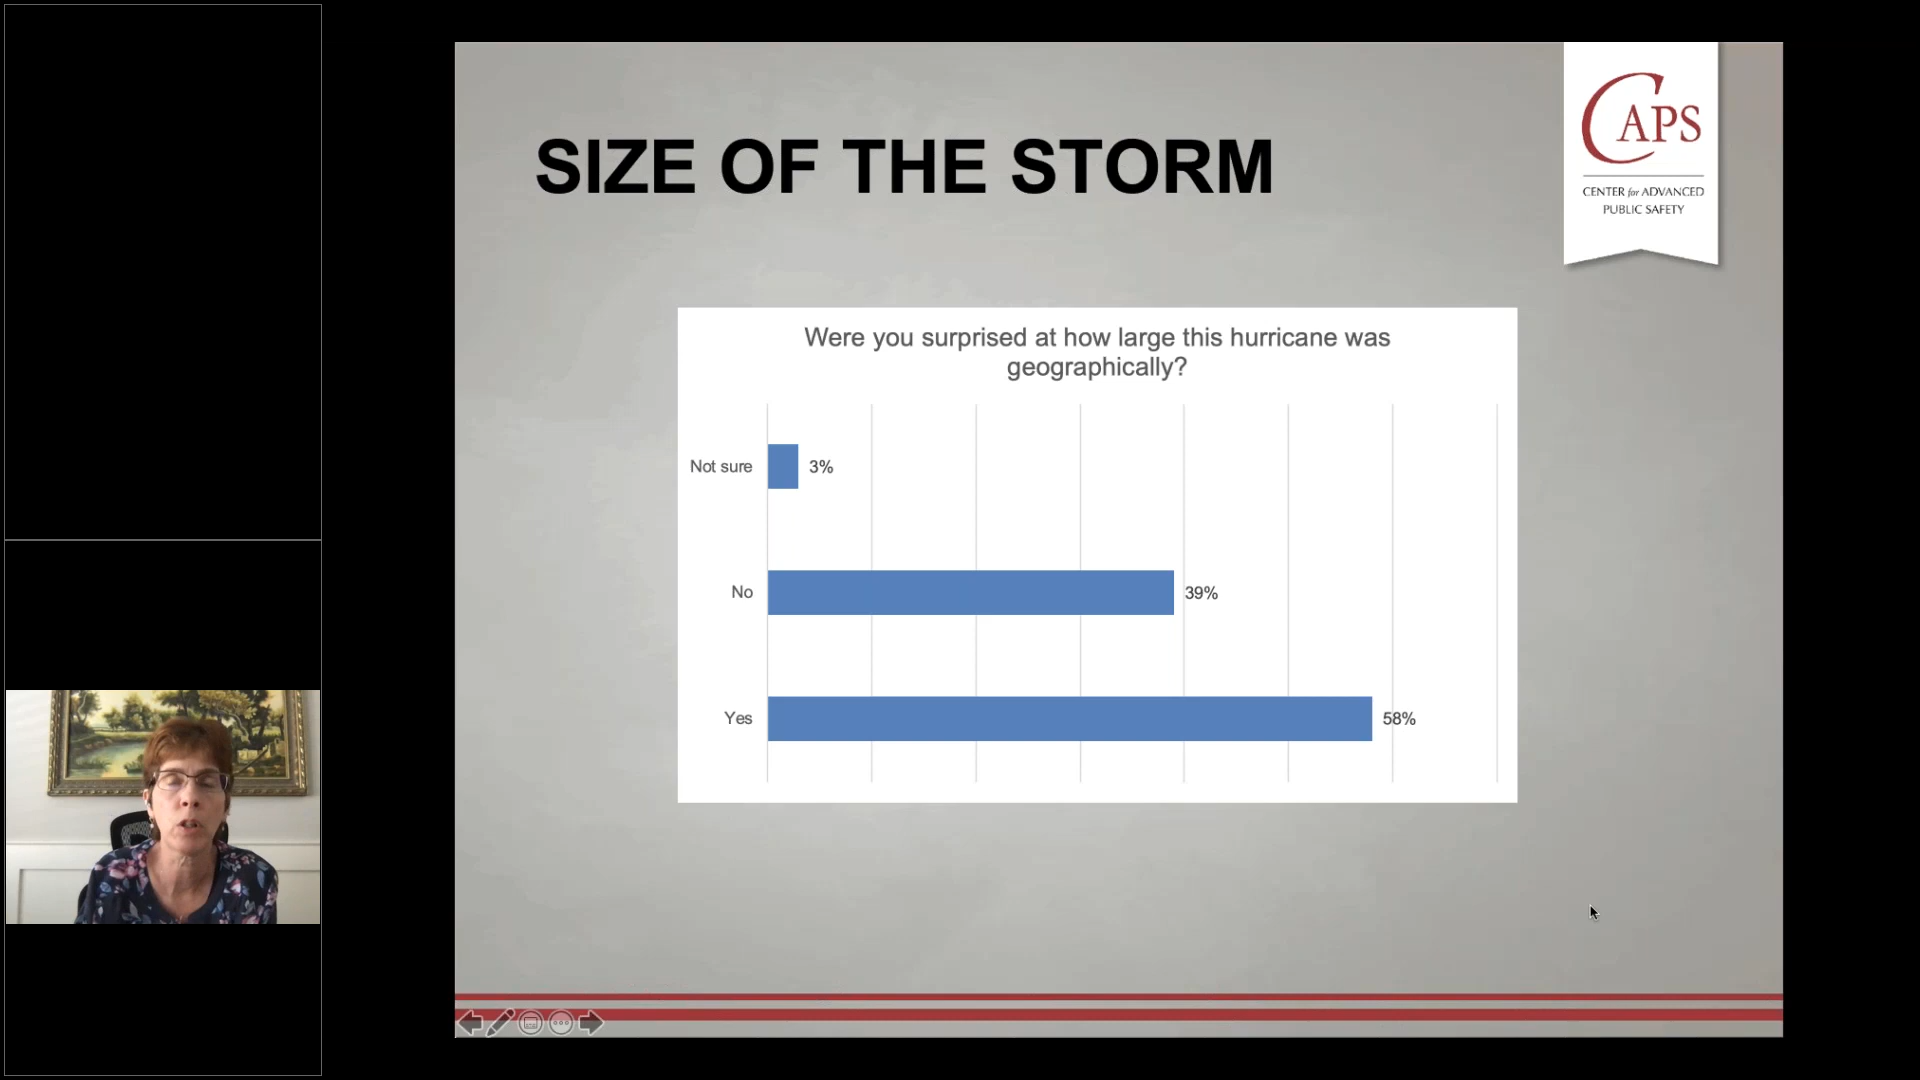 SIZE OF THE STORM
CAPS
CENTER for ADVANCED
PUBLIC SAFETY
Were you surprised at how large this hurricane was
geographically?
Not sure 3%
No 39%
Yes 58%